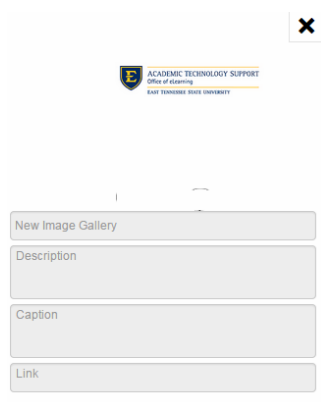 E
ACADEMIC TECHNOLOGY SUPPORT
Office of eLearning
EAST TENNESSEE STATE UNIVERSITY
New Image Gallery
Description
Caption
Link